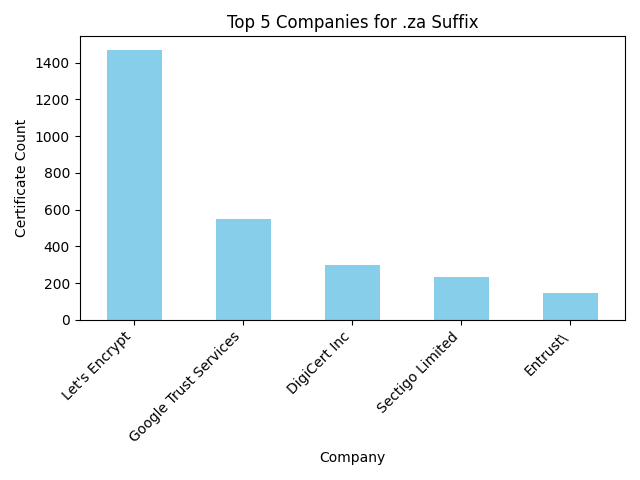 Top 5 Companies for .za Suffix
Certificate Count
1400
1200
1000
800
600
400
200
0
Let's Encrypt
Google Trust Services
DigiCert Inc
Sectigo Limited
Entrust\
Company